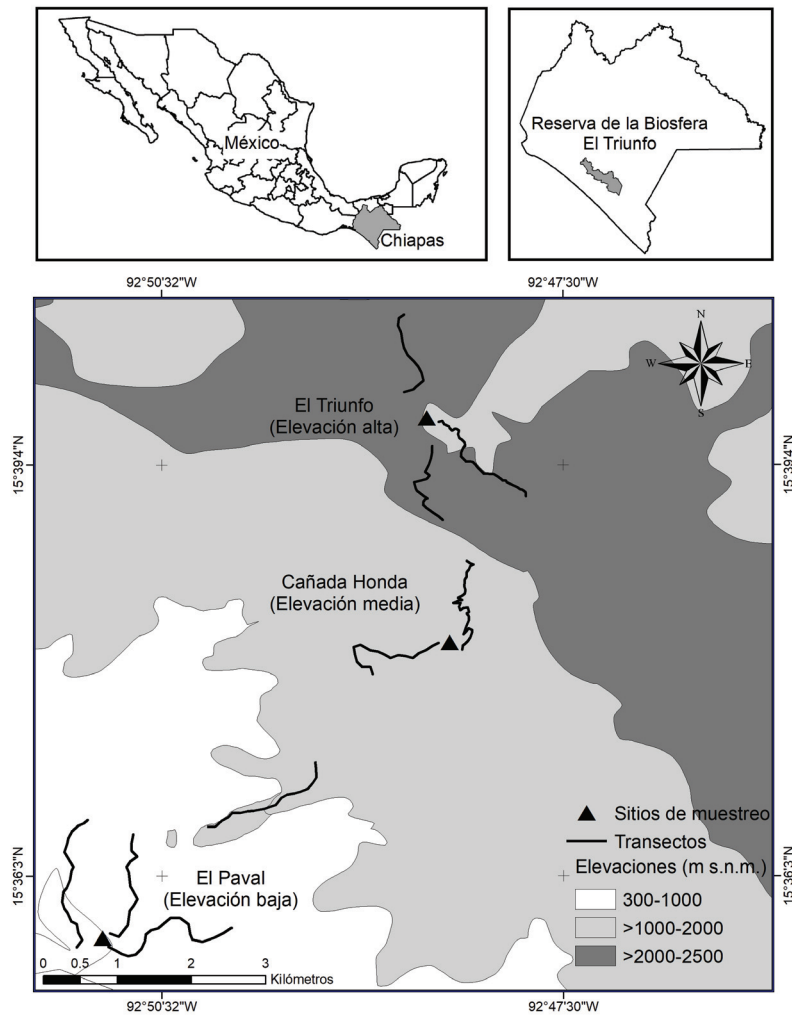 México
Chiapas
Reserva de la Biosfera
El Triunfo
92°50'32"W
92°47'30"W
N
W
E
S
El Triunfo
(Elevación alta)
15°39'4"N
15°39'4"N
Cañada Honda
(Elevación media)
Sitios de muestreo
Transectos
Elevaciones (m s.n.m.)
15°36'3"N
15°36'3"N
El Paval
(Elevación baja)
300-1000
>1000-2000
>2000-2500
0 0.5 1 2 3
Kilómetros
92°50'32"W
92°47'30"W